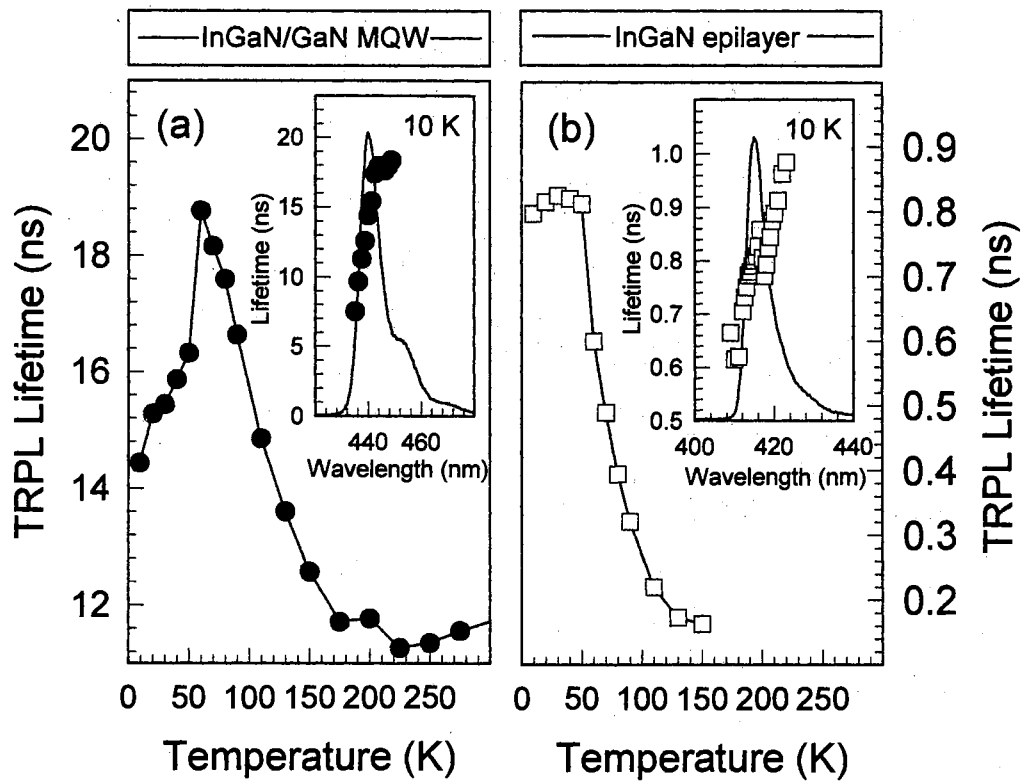 InGaN/GaN MQW
InGaN epilayer
TRPL Lifetime (ns)
20
18
16
14
12
(a)
Lifetime (ns)
20
15
10
5
0
10 K
440 460
Wavelength (nm)
0 50 100 150 200 250
Temperature (K)
(b)
Lifetime (ns)
1.0
0.9
0.8
0.7
0.6
0.5
10 K
400 420 440
Wavelength (nm)
0 50 100 150 200 250
Temperature (K)
0.9
0.8
0.7
0.6
0.5
0.4
0.3
0.2
TRPL Lifetime (ns)